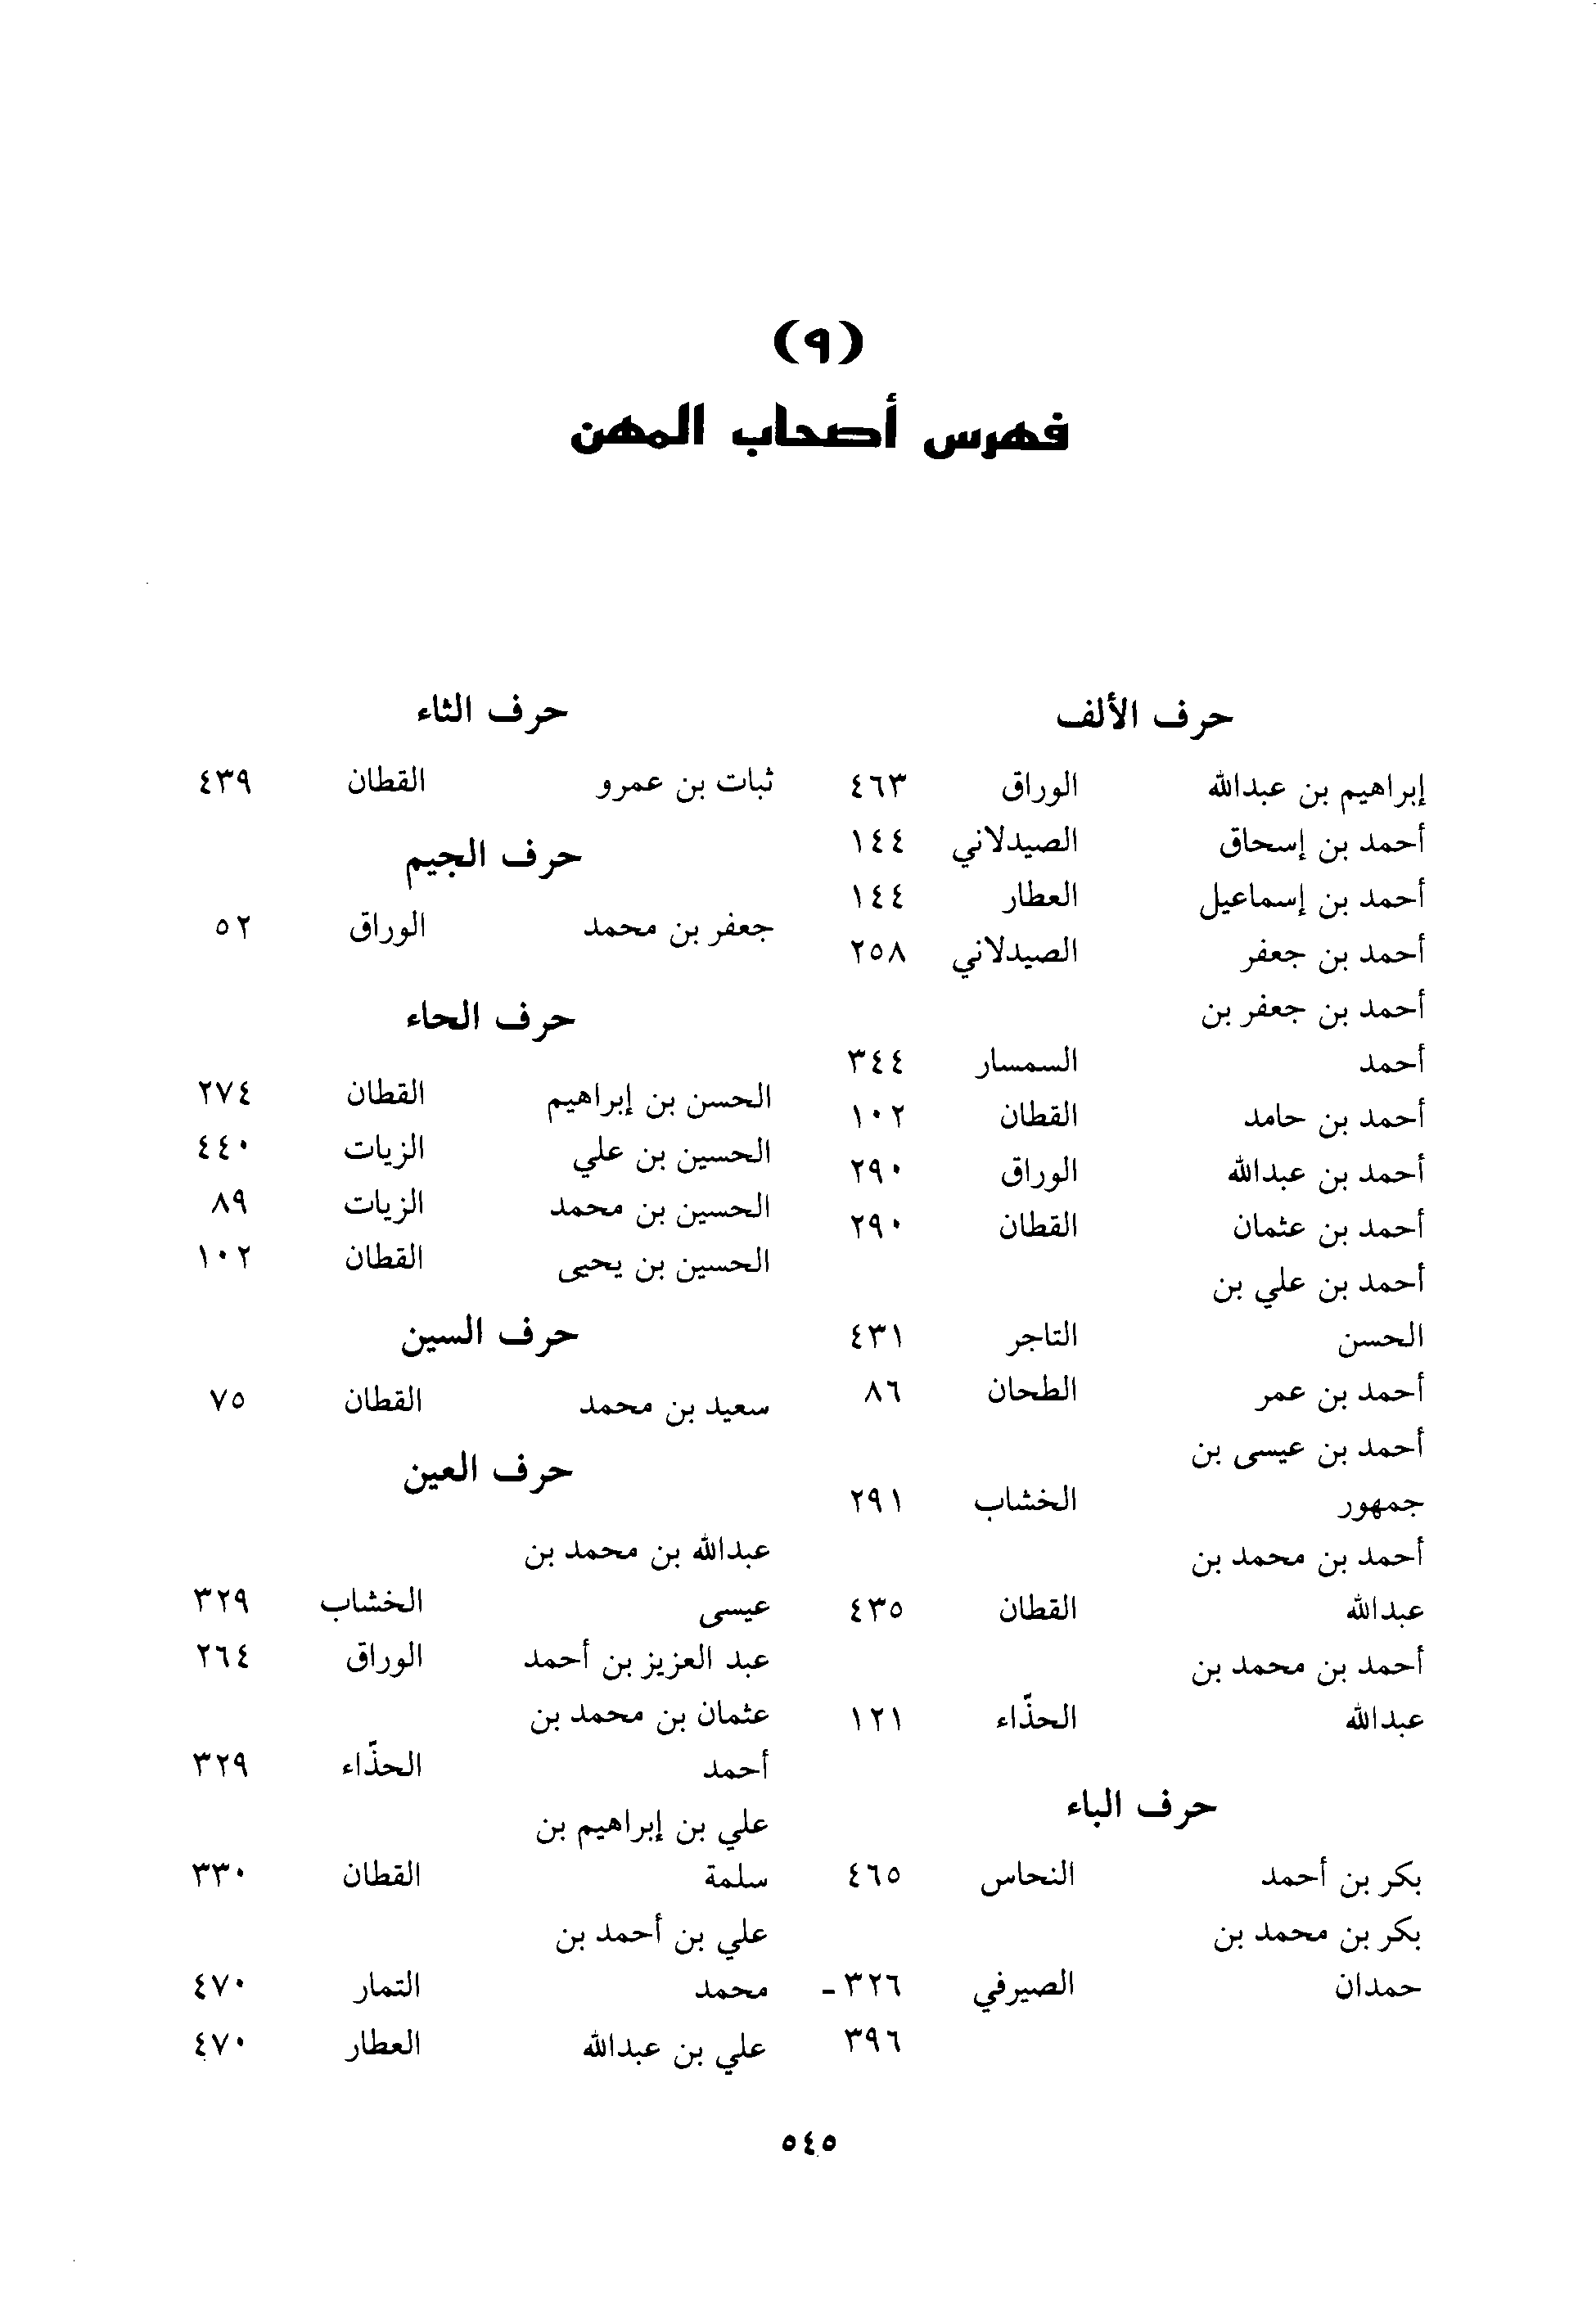 (٩)
فهرس أصحاب المهن
حرف الألف
إبراهيم بن عبدالله الوراق ٤٦٣
أحمد بن إسحاق الصيدلاني ١٤٤
أحمد بن إسماعيل العطار ١٤٤
أحمد بن جعفر الصيدلاني ٢٥٨
أحمد بن جعفر بن
أحمد السمسار ٣٤٤
أحمد بن حامد القطان ١٠٢
أحمد بن عبدالله الوراق ٢٩٠
أحمد بن عثمان القطان ٢٩٠
أحمد بن علي بن
الحسن التاجر ٤٣١
أحمد بن عمر الطحان ٨٦
أحمد بن عيسى بن
جمهور الخشاب ٢٩١
أحمد بن محمد بن
عبدالله القطان ٤٣٥
أحمد بن محمد بن
عبدالله الحذّاء ١٢١
حرف الباء
بكر بن أحمد النحاس ٤٦٥
بكر بن محمد بن
حمدان الصيرفي ٣٢٦ -
٣٩٦
حرف الثاء
ثبات بن عمرو القطان ٤٣٩
حرف الجيم
جعفر بن محمد الوراق ٥٢
حرف الحاء
الحسن بن إبراهيم القطان ٢٧٤
الحسين بن علي الزيات ٤٤٠
الحسين بن محمد الزيات ٨٩
الحسين بن يحيى القطان ١٠٢
حرف السين
سعيد بن محمد القطان ٧٥
حرف العين
عبدالله بن محمد بن
عيسى الخشاب ٣٢٩
عبد العزيز بن أحمد الوراق ٢٦٤
عثمان بن محمد بن
أحمد الحذّاء ٣٢٩
علي بن إبراهيم بن
سلمة القطان ٣٣٠
علي بن أحمد بن
محمد التمار ٤٧٠
علي بن عبدالله العطار ٤٧٠
٥٤٥